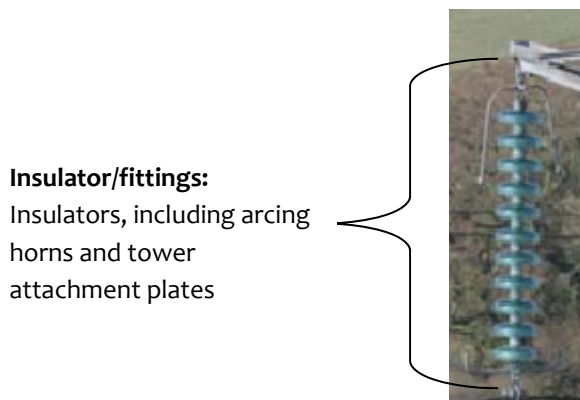 Insulator/fittings:
Insulators, including arcing
horns and tower
attachment plates